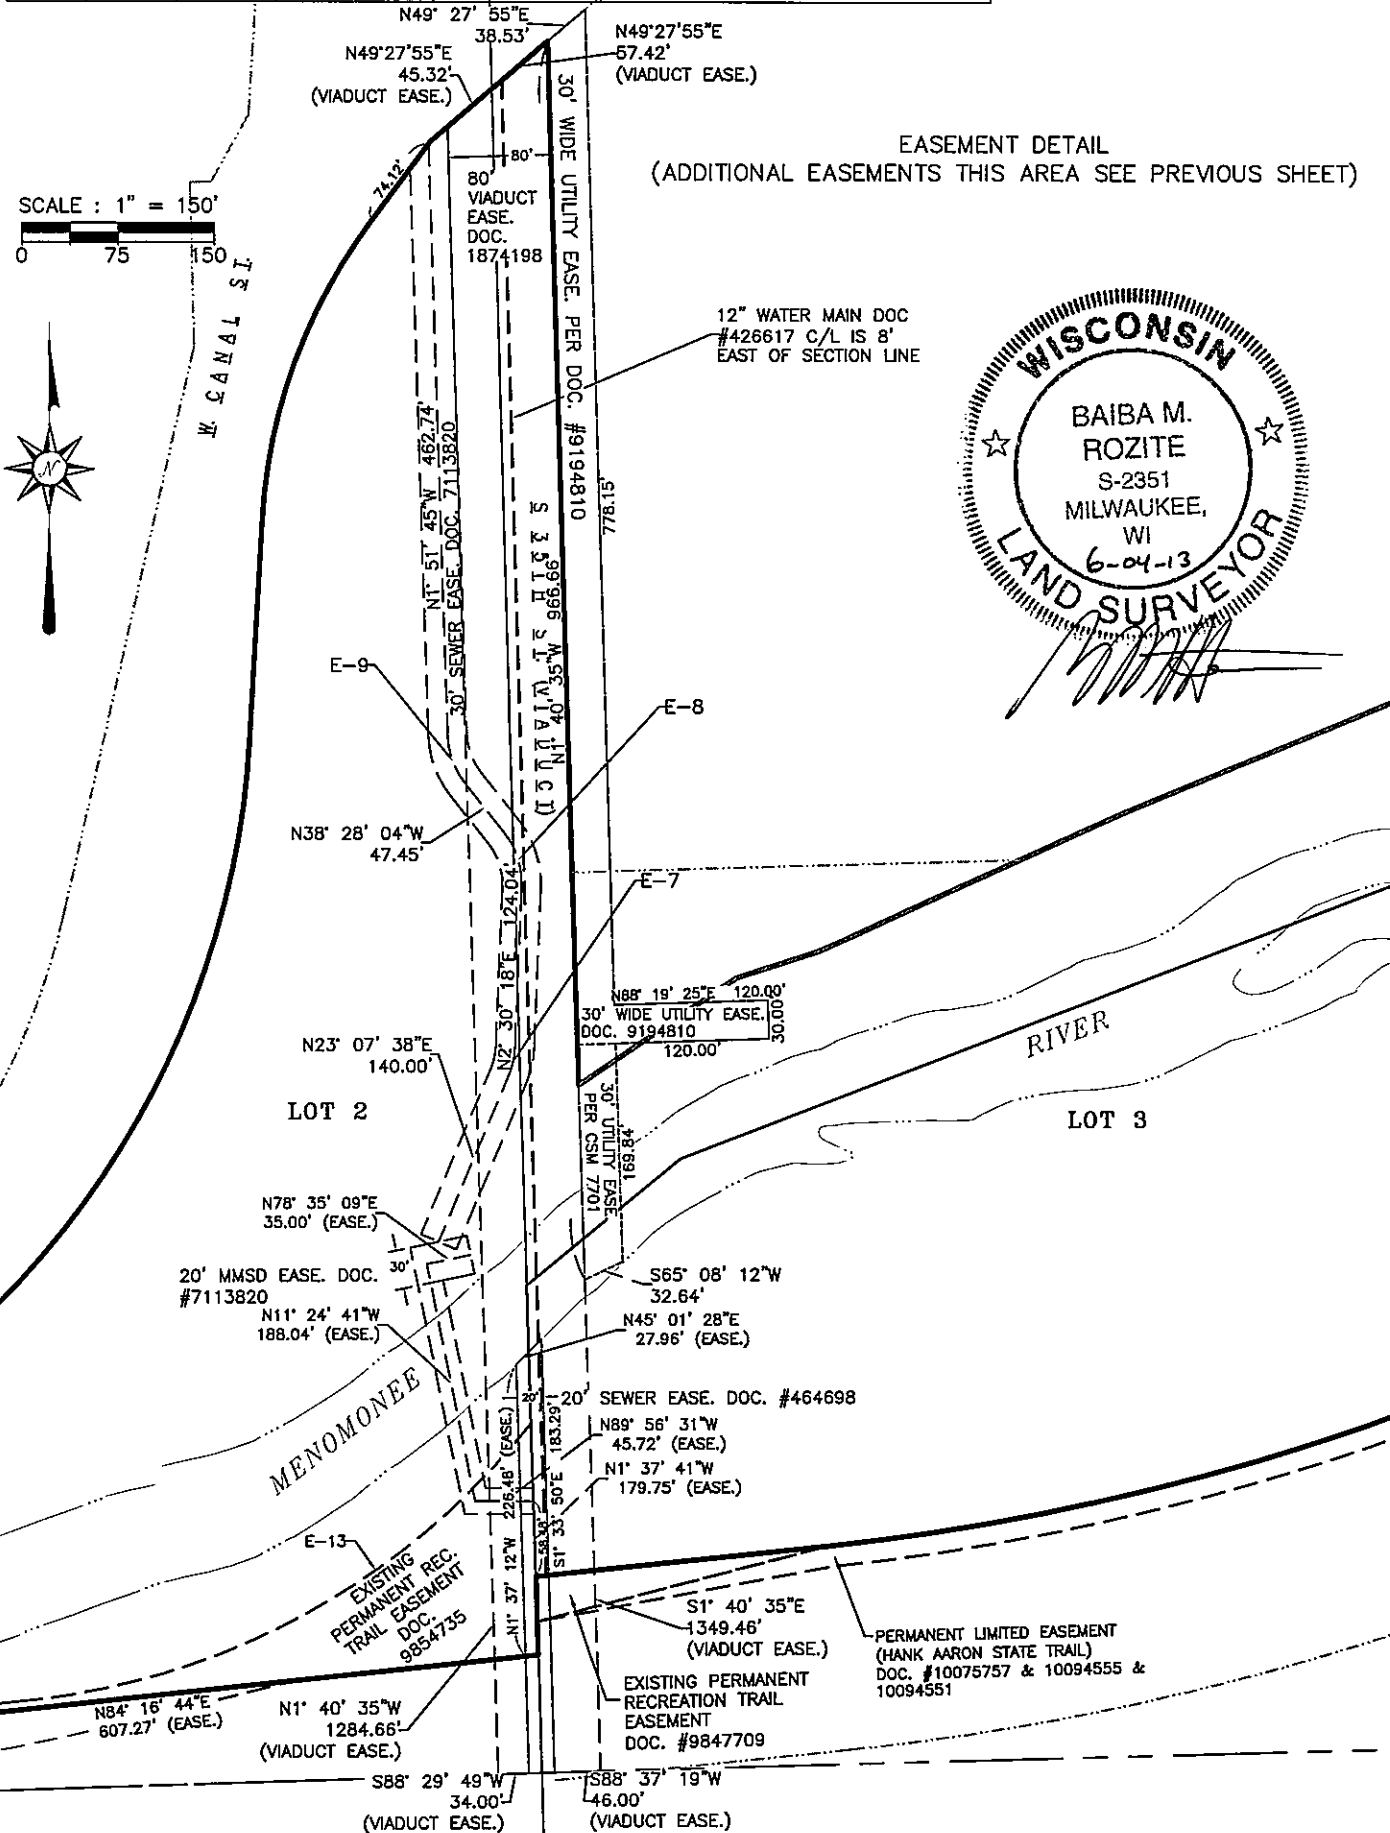 N49° 27' 55"E
38.53'
N49°27'55"E
57.42'
(VIADUCT EASE.)
N49°27'55"E
45.32'
(VIADUCT EASE.)
EASEMENT DETAIL
(ADDITIONAL EASEMENTS THIS AREA SEE PREVIOUS SHEET)
74.12'
80'
80'
VIADUCT
EASE.
DOC.
1874198
30' WIDE UTILITY EASE. PER DOC. #9194810
SCALE : 1" = 150'
0 75 150
W. CANAL ST.
N
12" WATER MAIN DOC
#426617 C/L IS 8'
EAST OF SECTION LINE
WISCONSIN
BAIBA M.
ROZITE
S-2351
MILWAUKEE,
WI
6-04-13
LAND SURVEYOR
N1° 51' 45"W 462.74'
30' SEWER EASE. DOC. 7113820
S 35TH ST (VIADUCT)
N1° 40' 35"W 966.66'
778.15'
E-9
E-8
N38° 28' 04"W
47.45'
E-7
N2° 30' 18"E 124.04'
N88° 19' 25"E 120.00'
30' WIDE UTILITY EASE.
DOC. 9194810
30.00'
120.00'
N23° 07' 38"E
140.00'
RIVER
LOT 2
LOT 3
30' UTILITY EASE
PER CSM 7701
169.84'
N78° 35' 09"E
35.00' (EASE.)
30'
20' MMSD EASE. DOC.
#7113820
S65° 08' 12"W
32.64'
N11° 24' 41"W
188.04' (EASE.)
N45° 01' 28"E
27.96' (EASE.)
MENOMONEE
20'
20' SEWER EASE. DOC. #464698
N89° 56' 31"W
45.72' (EASE.)
N1° 37' 41"W
179.75' (EASE.)
N1° 37' 12"W 226.48' (EASE.)
S1° 33' 50"E 183.29'
58.48'
E-13
EXISTING
PERMANENT REC.
TRAIL EASEMENT
DOC.
9854735
S1° 40' 35"E
1349.46'
(VIADUCT EASE.)
PERMANENT LIMITED EASEMENT
(HANK AARON STATE TRAIL)
DOC. #10075757 & 10094555 &
10094551
EXISTING PERMANENT
RECREATION TRAIL
EASEMENT
DOC. #9847709
N84° 16' 44"E
607.27' (EASE.)
N1° 40' 35"W
1284.66'
(VIADUCT EASE.)
S88° 29' 49"W
34.00'
(VIADUCT EASE.)
S88° 37' 19"W
46.00'
(VIADUCT EASE.)